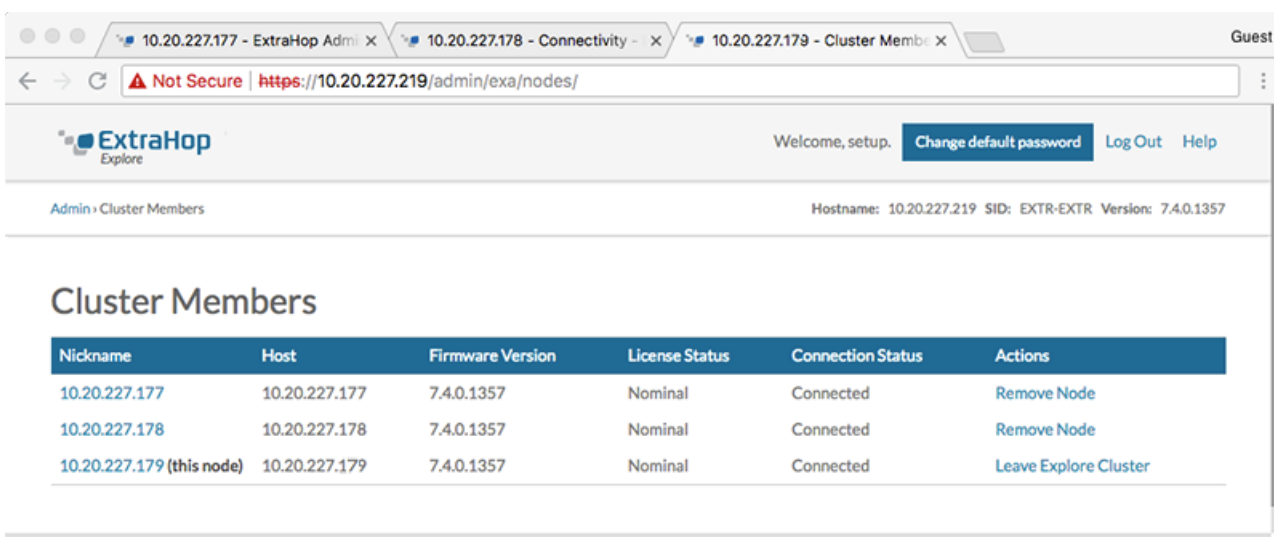 10.20.227.177 - ExtraHop Admi 10.20.227.178 - Connectivity - 10.20.227.179 - Cluster Membe Guest
Not Secure https://10.20.227.219/admin/exa/nodes/
ExtraHop Welcome, setup. Change default password Log Out Help
Explore
Admin › Cluster Members Hostname: 10.20.227.219 SID: EXTR-EXTR Version: 7.4.0.1357
Cluster Members
Nickname Host Firmware Version License Status Connection Status Actions
10.20.227.177 10.20.227.177 7.4.0.1357 Nominal Connected Remove Node
10.20.227.178 10.20.227.178 7.4.0.1357 Nominal Connected Remove Node
10.20.227.179 (this node) 10.20.227.179 7.4.0.1357 Nominal Connected Leave Explore Cluster